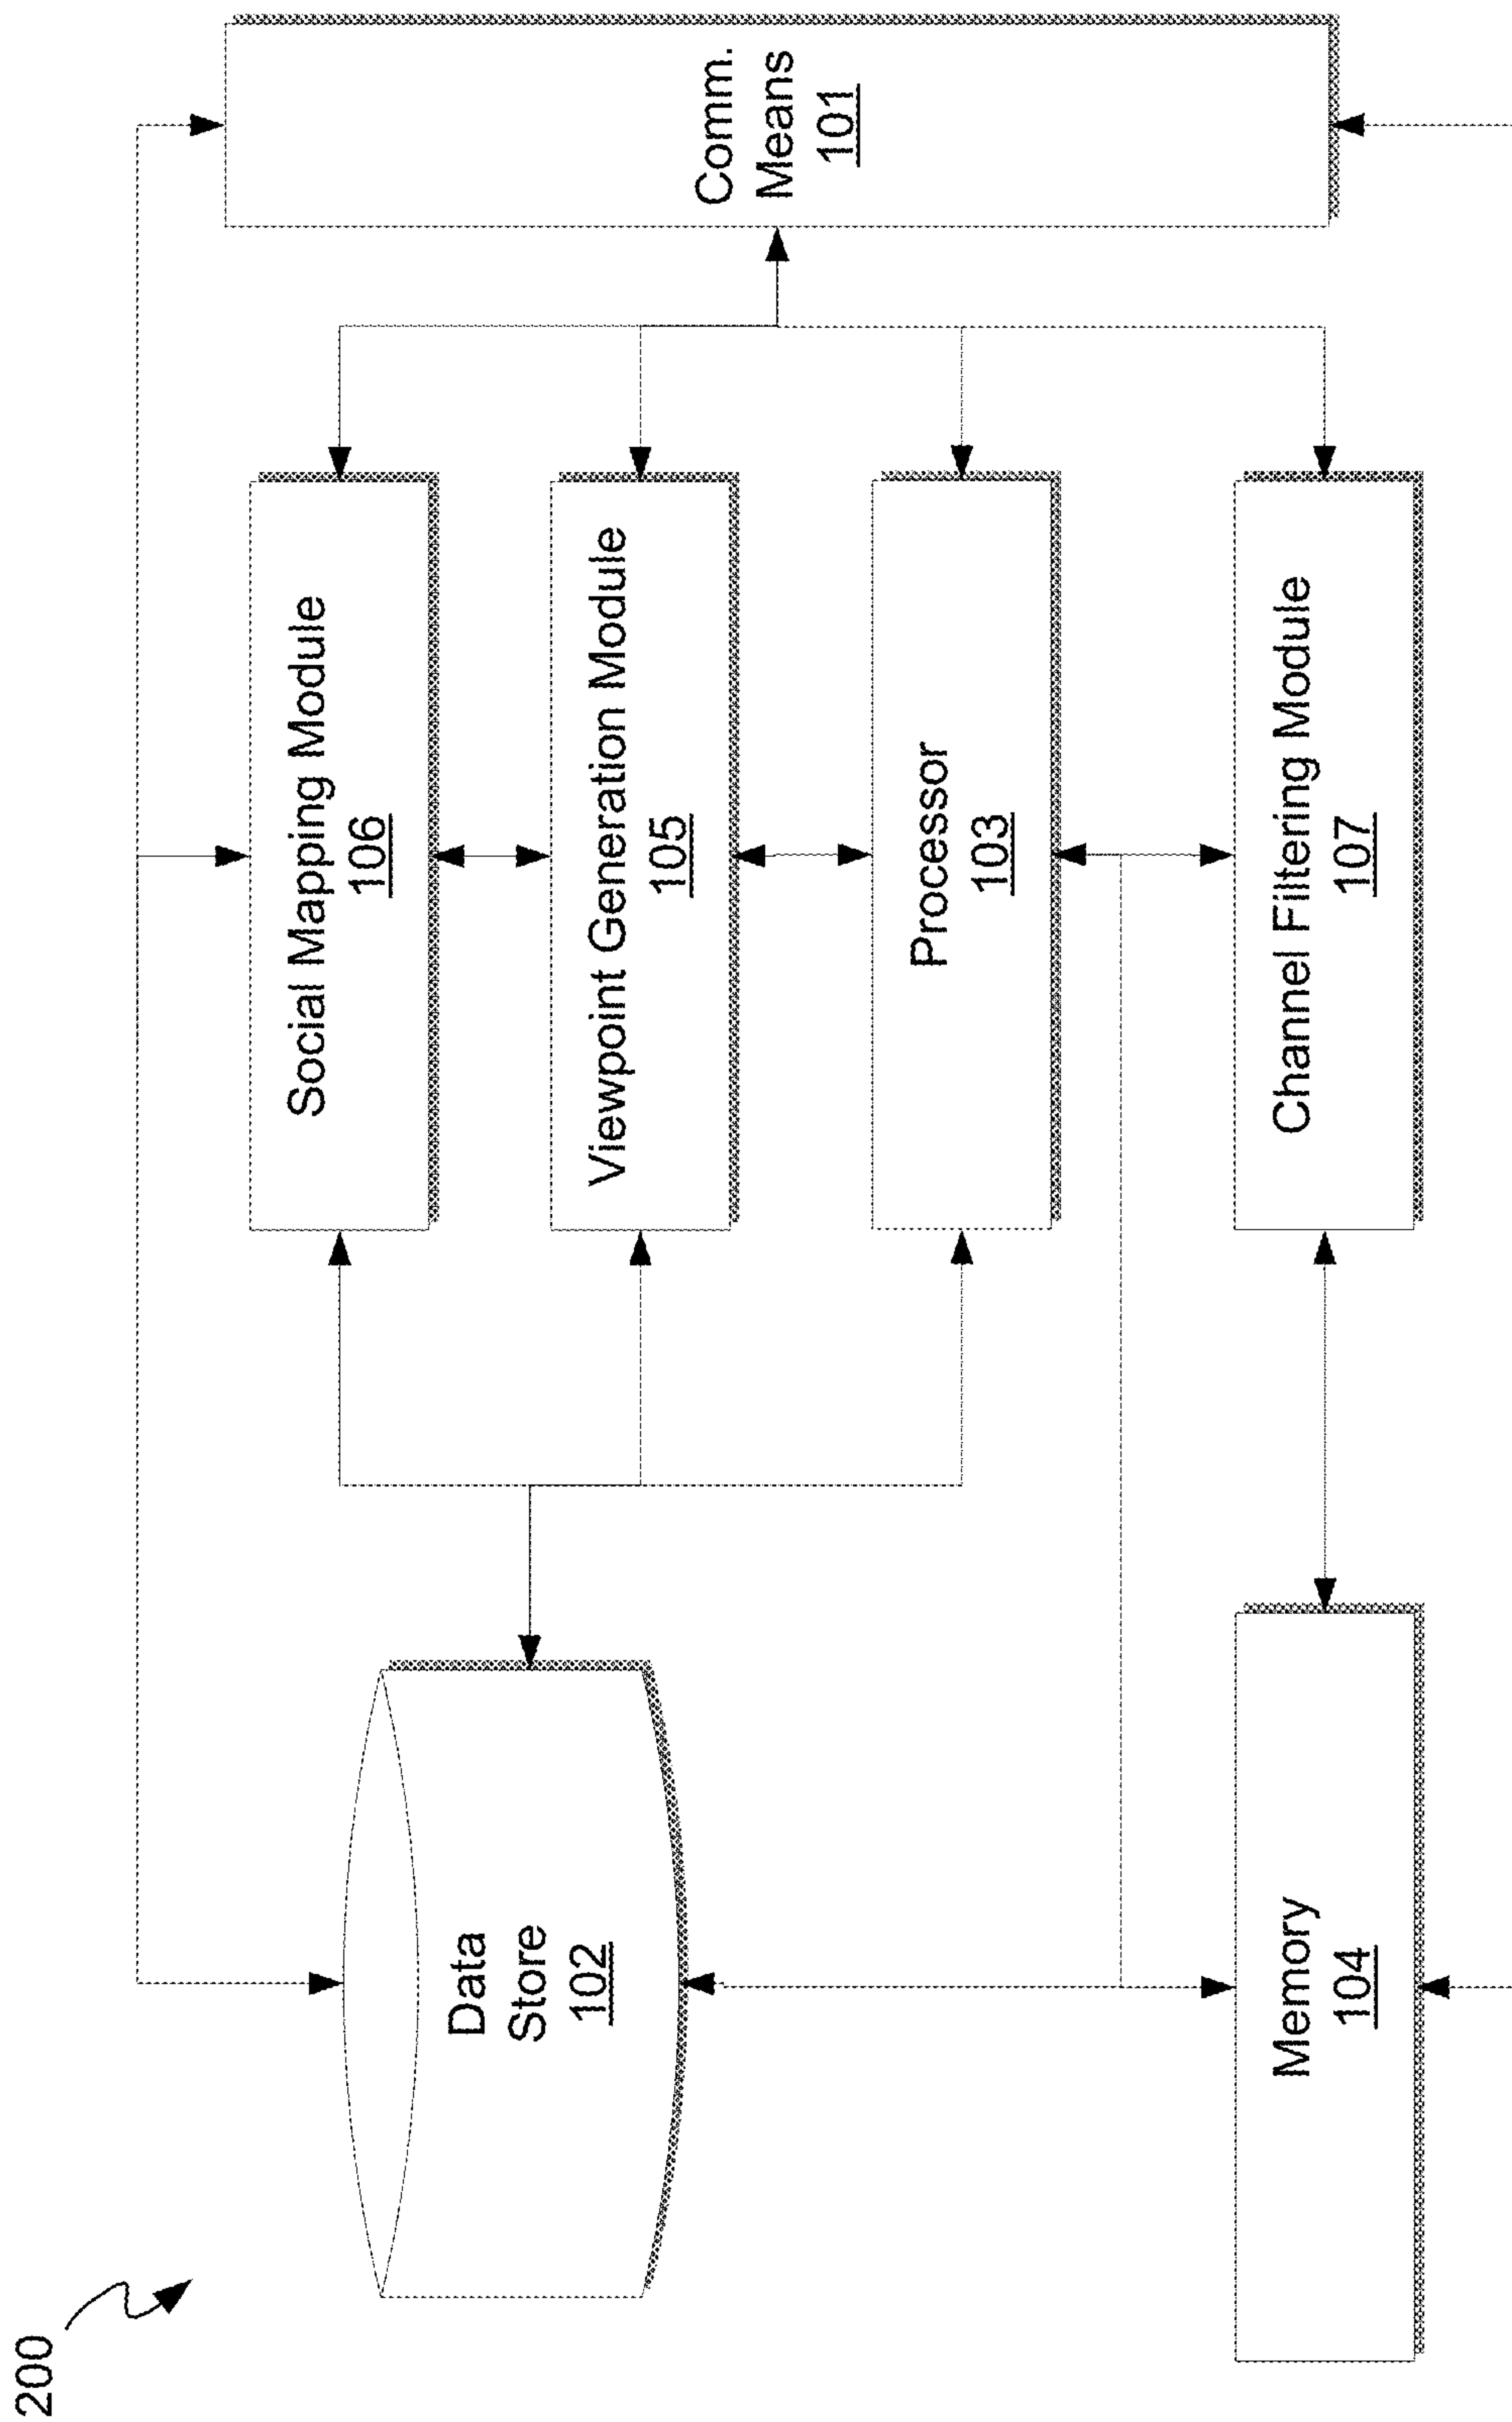 200
Data
Store
102
Memory
104
Social Mapping Module
106
Viewpoint Generation Module
105
Processor
103
Channel Filtering Module
107
Comm.
Means
101